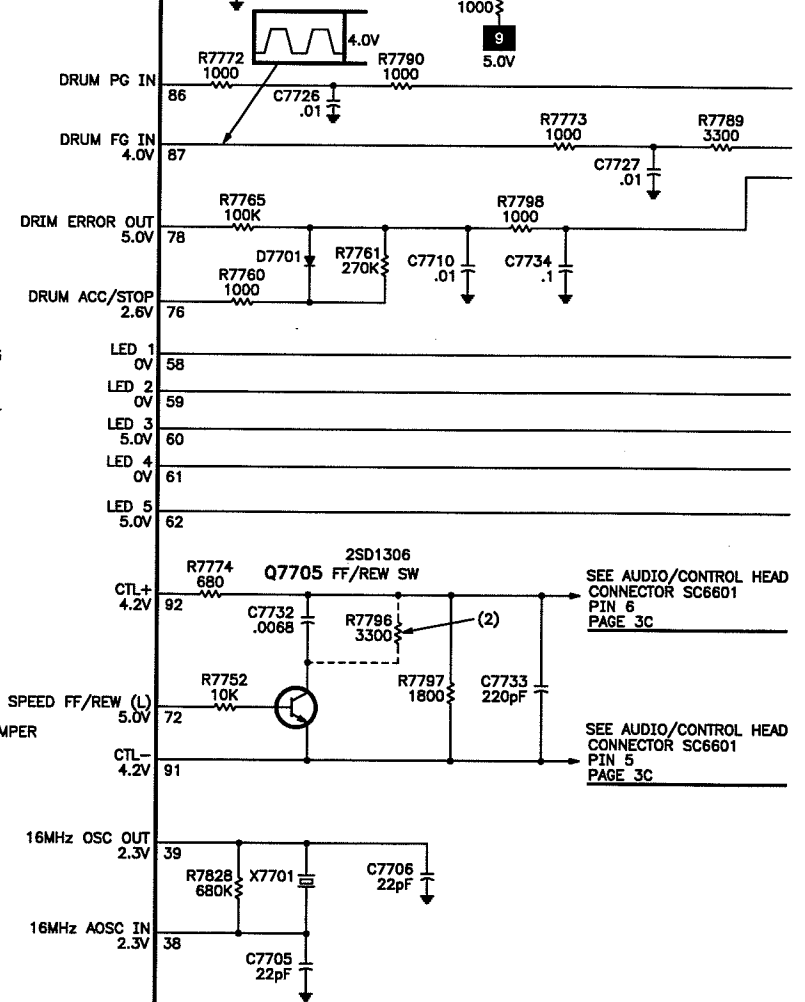 1000
9
5.0V
4.0V
R7772
1000
R7790
1000
DRUM PG IN
86
C7726
.01
DRUM FG IN
4.0V
87
R7773
1000
R7789
3300
C7727
.01
DRIM ERROR OUT
5.0V
78
R7765
100K
R7798
1000
D7701
R7761
270K
C7710
.01
C7734
.1
R7760
1000
DRUM ACC/STOP
2.6V
76
LED 1
0V
58
LED 2
0V
59
LED 3
5.0V
60
LED 4
0V
61
LED 5
5.0V
62
2SD1306
Q7705 FF/REW SW
R7774
680
CTL+
4.2V
92
C7732
.0068
R7796
3300
(2)
SEE AUDIO/CONTROL HEAD
CONNECTOR SC6601
PIN 6
PAGE 3C
R7752
10K
R7797
1800
C7733
220pF
SPEED FF/REW (L)
5.0V
72
MPER
CTL-
4.2V
91
SEE AUDIO/CONTROL HEAD
CONNECTOR SC6601
PIN 5
PAGE 3C
16MHz OSC OUT
2.3V
39
R7828
680K
X7701
C7706
22pF
16MHz AOSC IN
2.3V
38
C7705
22pF